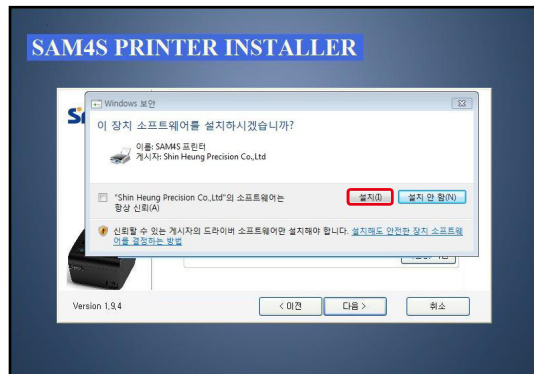 SAM4S PRINTER INSTALLER
Windows 보안
이 장치 소프트웨어를 설치하시겠습니까?
이름: SAM4S 프린터
게시자: Shin Heung Precision Co,,Ltd
"Shin Heung Precision Co,,Ltd"의 소프트웨어는
항상 신뢰(A)
설치(I)
설치 안 함(N)
신뢰할 수 있는 게시자의 드라이버 소프트웨어만 설치해야 합니다. 설치해도 안전한 장치 소프트웨
어를 결정하는 방법
Version 1,9,4
< 이전
다음 >
취소